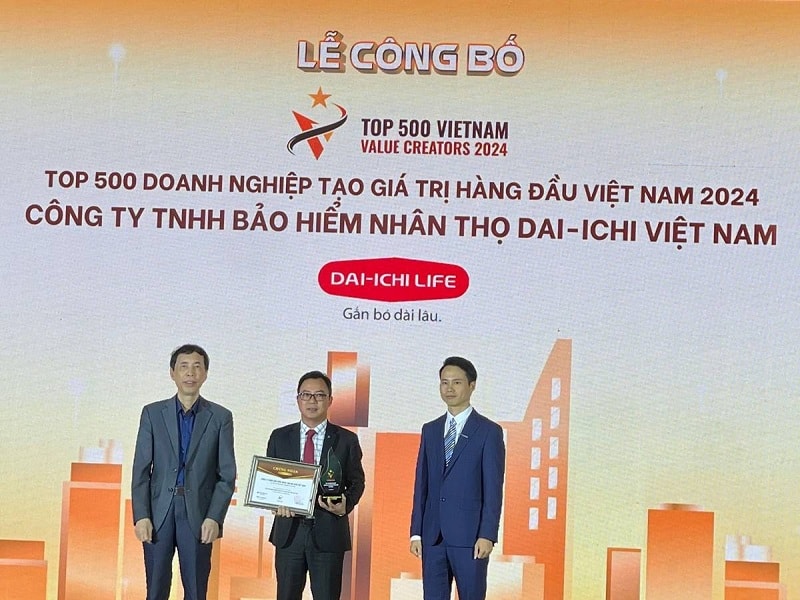 LỄ CÔNG BỐ
TOP 500 VIETNAM
VALUE CREATORS 2024
TOP 500 DOANH NGHIỆP TẠO GIÁ TRỊ HÀNG ĐẦU VIỆT NAM 2024
CÔNG TY TNHH BẢO HIỂM NHÂN THỌ DAI-ICHI VIỆT NAM
DAI-ICHI LIFE
Gắn bó dài lâu.
CHỨNG NHẬN